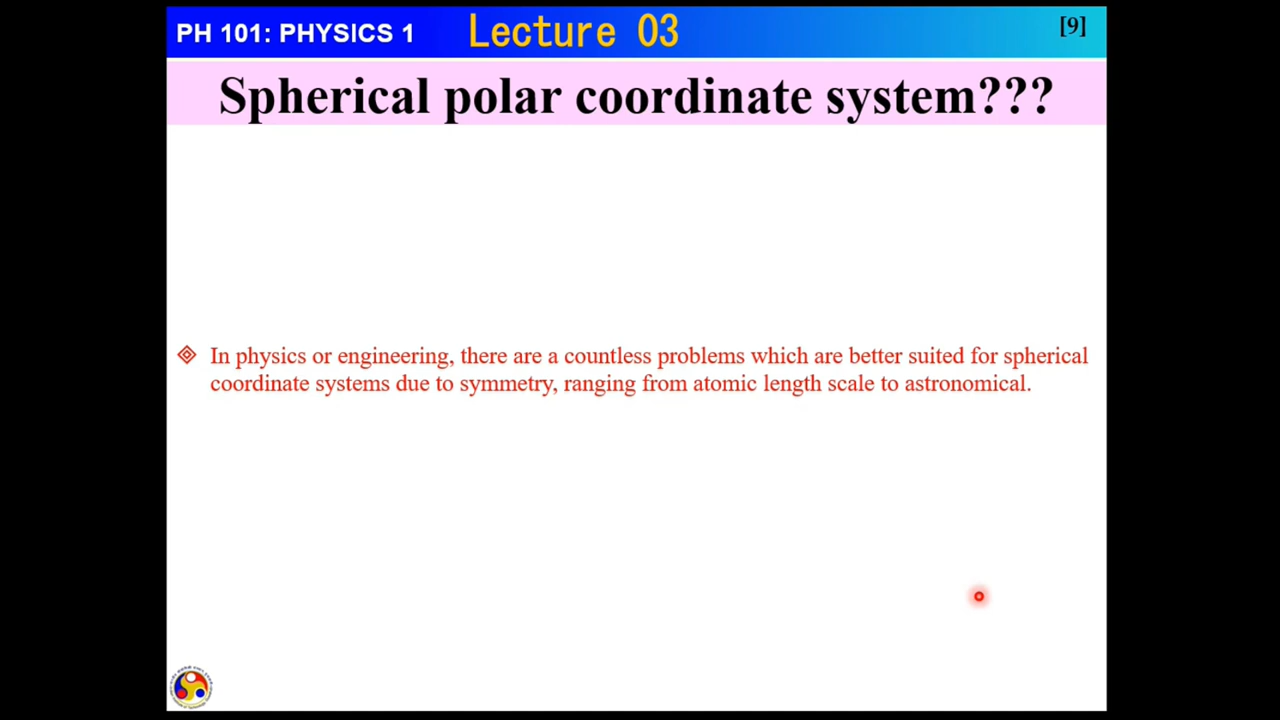 PH 101: PHYSICS 1
Lecture 03
[9]
Spherical polar coordinate system???
In physics or engineering, there are a countless problems which are better suited for spherical
coordinate systems due to symmetry, ranging from atomic length scale to astronomical.